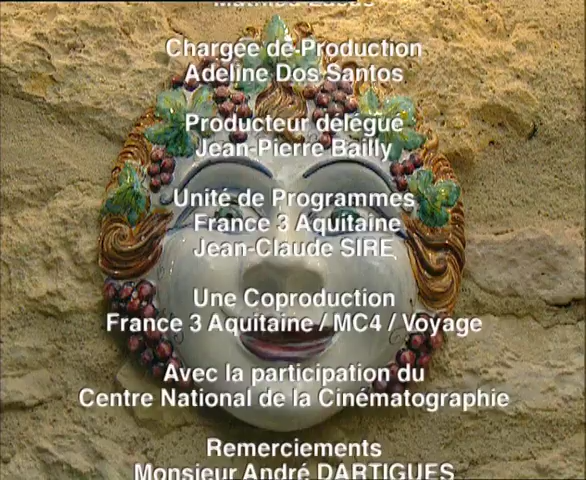 Chargée de Production
Adeline Dos Santos
Producteur délégué
Jean-Pierre Bailly
Unité de Programmes
France 3 Aquitaine
Jean-Claude SIRE
Une Coproduction
France 3 Aquitaine / MC4 / Voyage
Avec la participation du
Centre National de la Cinématographie
Remerciements
Monsieur André DARTIGUES